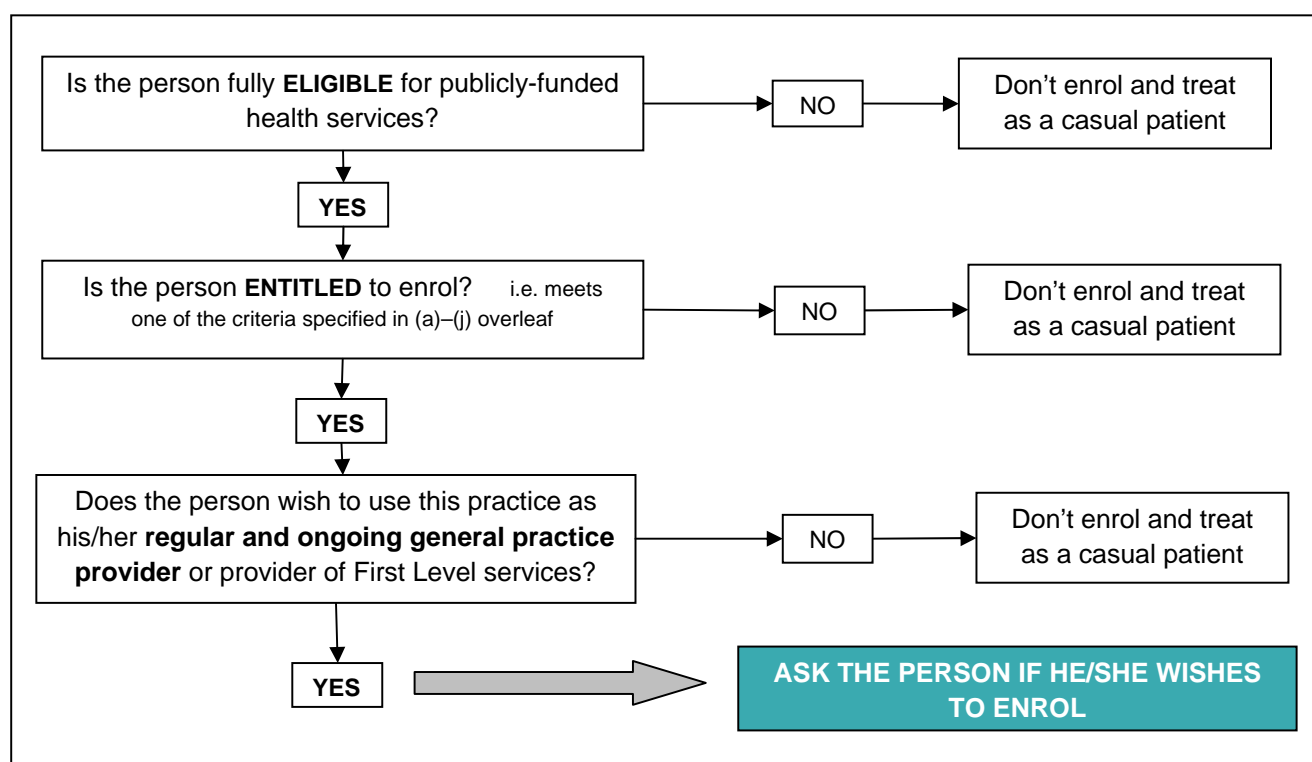 Is the person fully ELIGIBLE for publicly-funded
health services?
NO
Don’t enrol and treat
as a casual patient
YES
Is the person ENTITLED to enrol? i.e. meets
one of the criteria specified in (a)–(j) overleaf
NO
Don’t enrol and treat
as a casual patient
YES
Does the person wish to use this practice as
his/her regular and ongoing general practice
provider or provider of First Level services?
NO
Don’t enrol and treat
as a casual patient
YES
ASK THE PERSON IF HE/SHE WISHES
TO ENROL